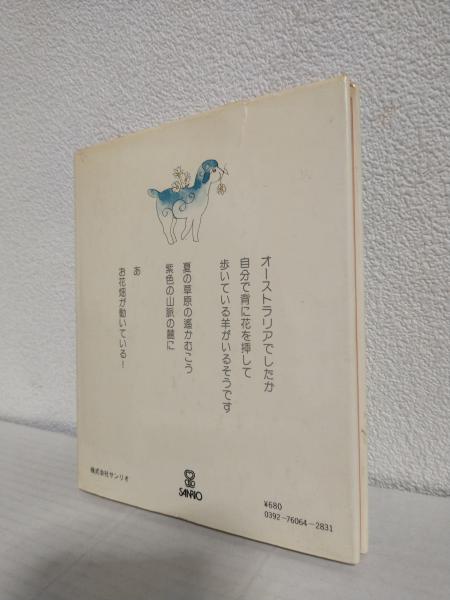 オーストラリアでしたか
自分で背に花を挿して
歩いている羊がいるそうです
夏の草原の遙かむこう
紫色の山脈の麓に
あ
お花畑が動いている！
株式会社サンリオ
SANRIO
¥680
0392-76064-2831